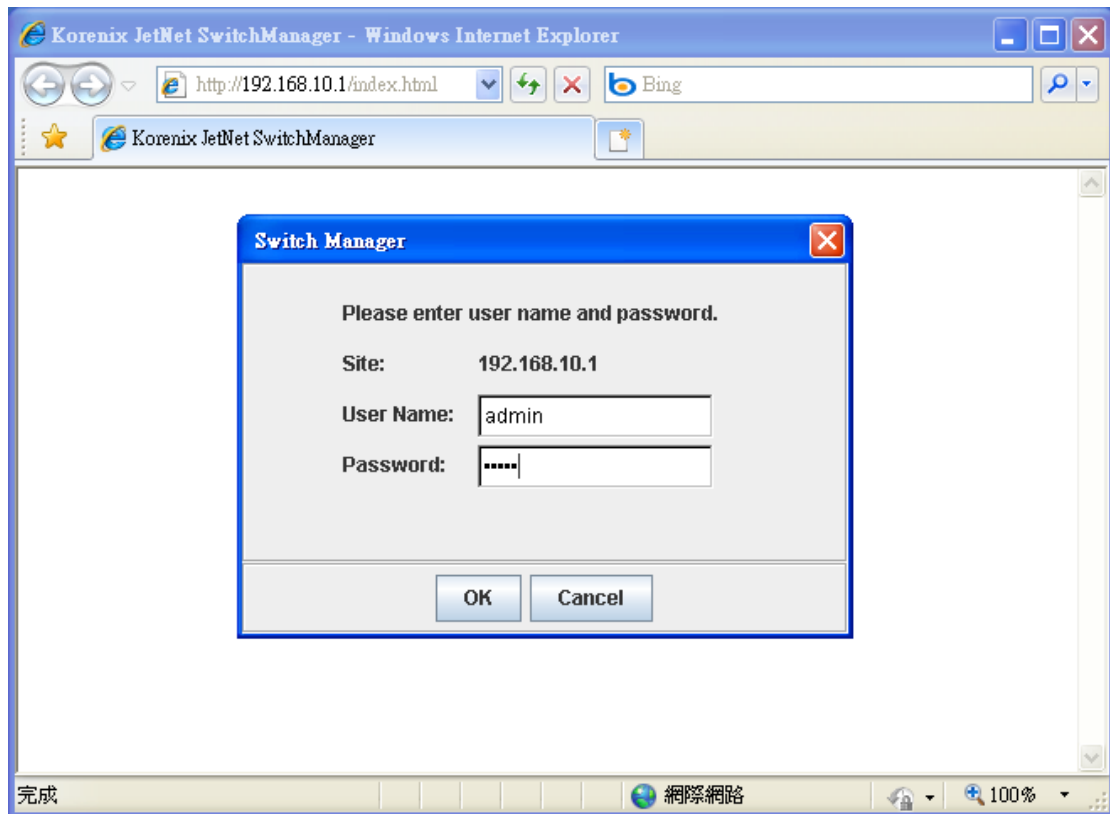 Korenix JetNet SwitchManager - Windows Internet Explorer
http://192.168.10.1/index.html
Bing
Korenix JetNet SwitchManager
Switch Manager
Please enter user name and password.
Site: 192.168.10.1
User Name: admin
Password: •••••
OK Cancel
完成 網際網路 100%